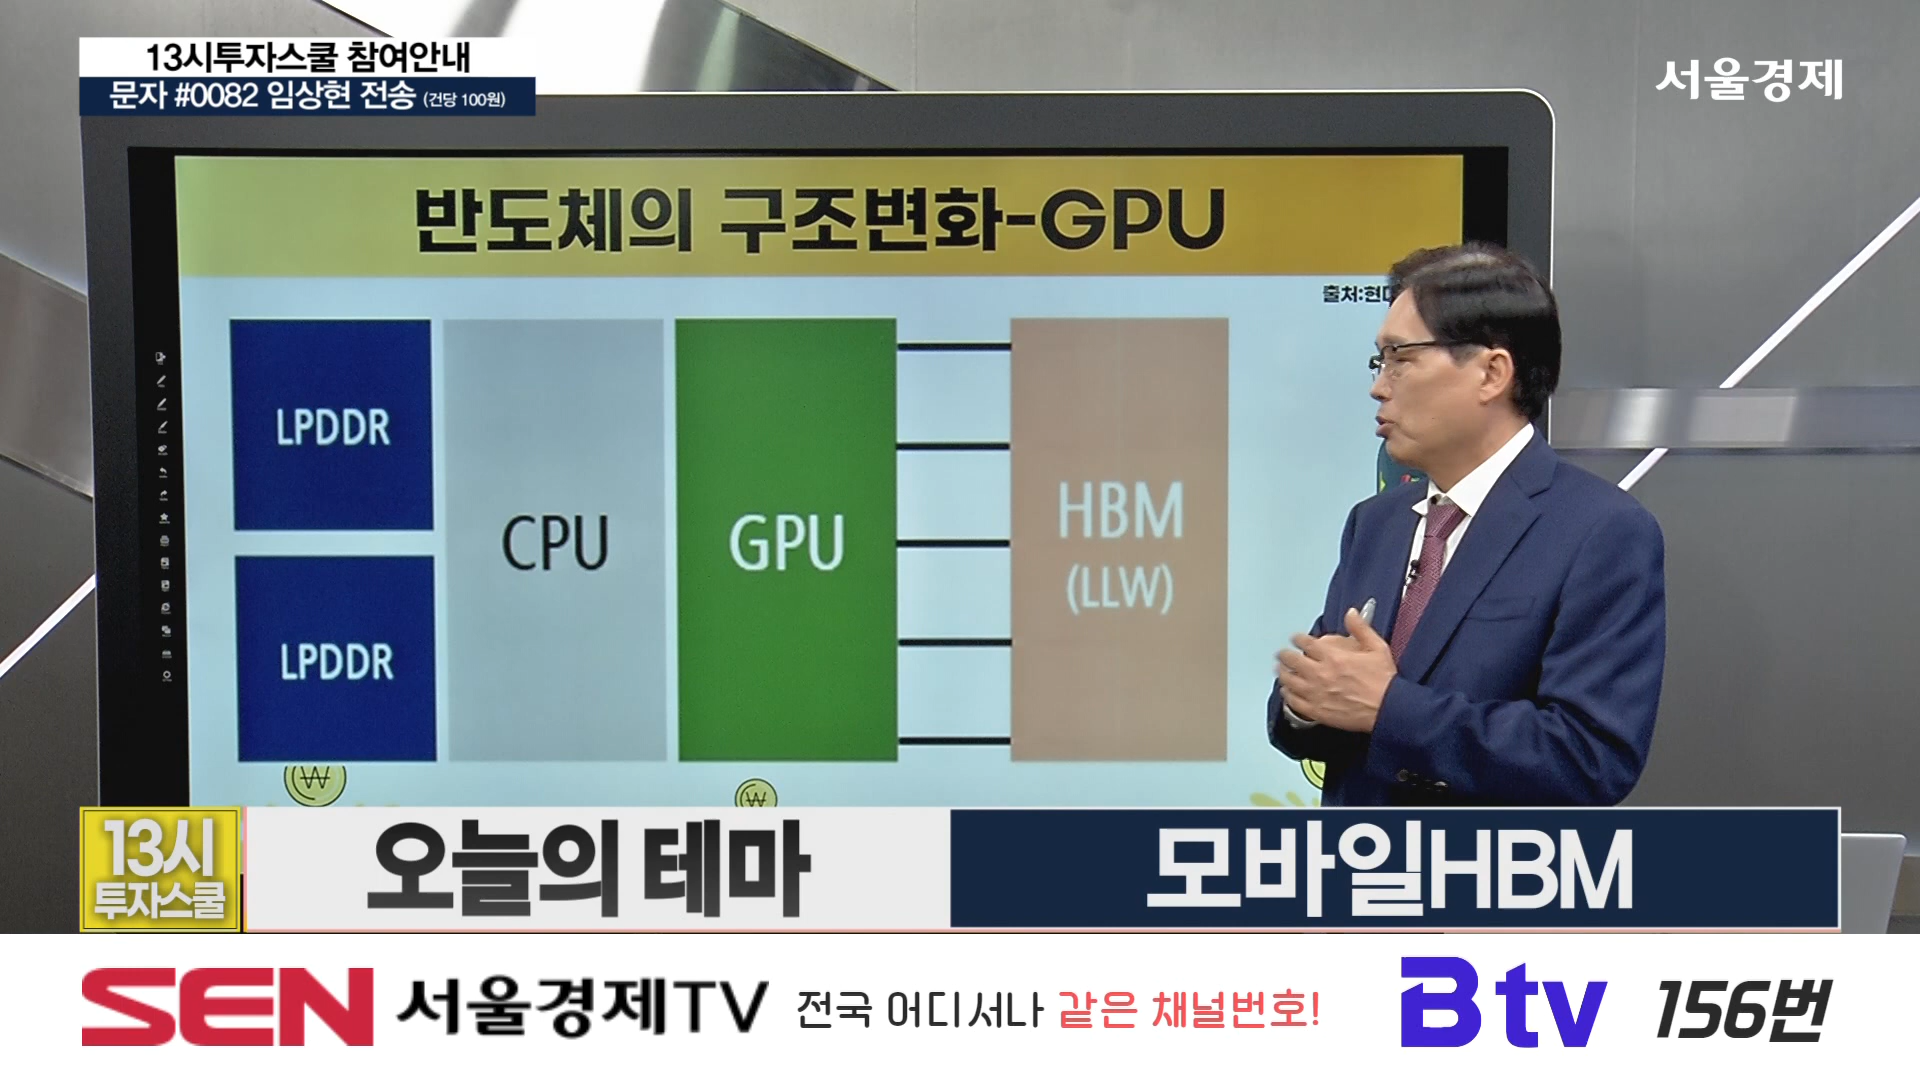 13시투자스쿨 참여안내
문자 #0082 임상현 전송 (건당 100원)
서울경제
반도체의 구조변화-GPU
출처:현
LPDDR
LPDDR
CPU
GPU
HBM
(LLW)
13시
투자스쿨
오늘의 테마
모바일HBM
SEN 서울경제TV 전국 어디서나 같은 채널번호! B tv 156번